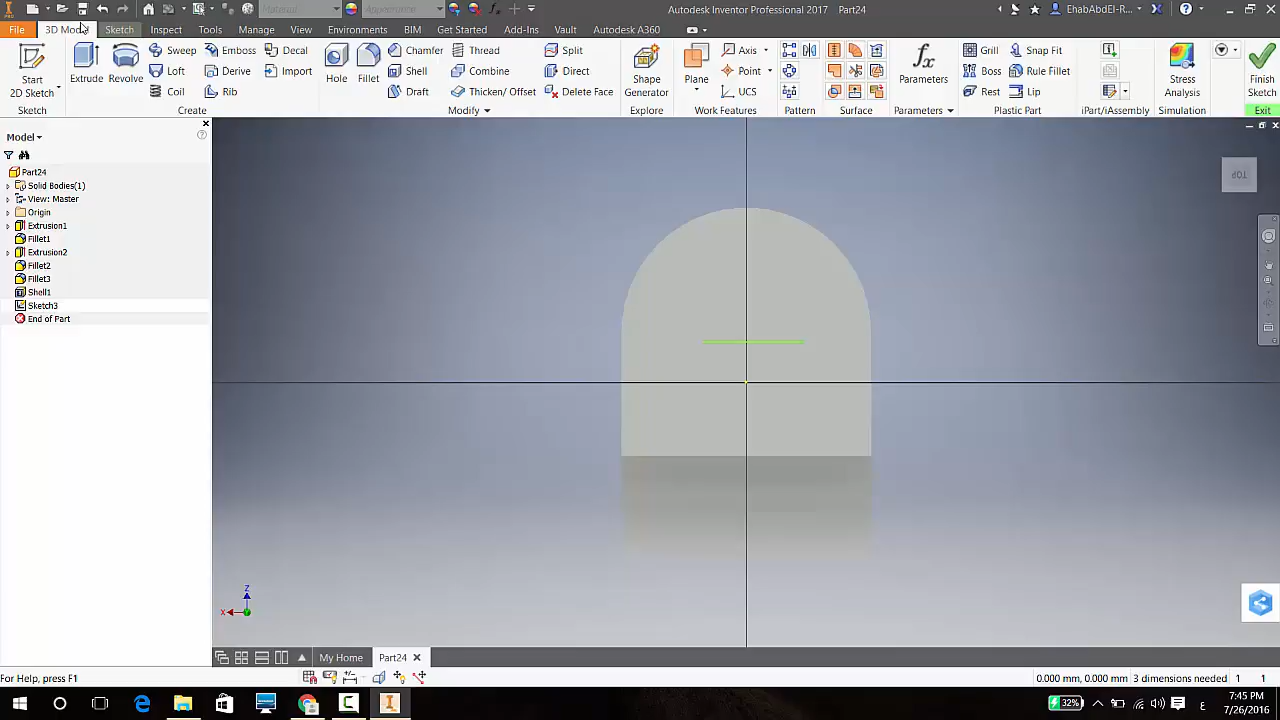 Material
Appearance
Autodesk Inventor Professional 2017 Part24
EhabAbdEl-R...
File 3D Model Sketch Inspect Tools Manage View Environments BIM Get Started Add-Ins Vault Autodesk A360
Start
2D Sketch
Extrude
Revolve
Sweep
Loft
Coil
Emboss
Derive
Rib
Decal
Import
Hole
Fillet
Chamfer
Shell
Draft
Thread
Combine
Thicken/ Offset
Split
Direct
Delete Face
Shape
Generator
Plane
Axis
Point
UCS
Parameters
Grill
Boss
Rest
Snap Fit
Rule Fillet
Lip
Stress
Analysis
Finish
Sketch
Sketch Create Modify Explore Work Features Pattern Surface Parameters Plastic Part iPart/iAssembly Simulation Exit
Model
Part24
Solid Bodies(1)
View: Master
Origin
Extrusion1
Fillet1
Extrusion2
Fillet2
Fillet3
Shell1
Sketch3
End of Part
TOP
Z
X
My Home Part24
For Help, press F1
0.000 mm, 0.000 mm 3 dimensions needed 1 1
32%
7:45 PM
7/26/2016